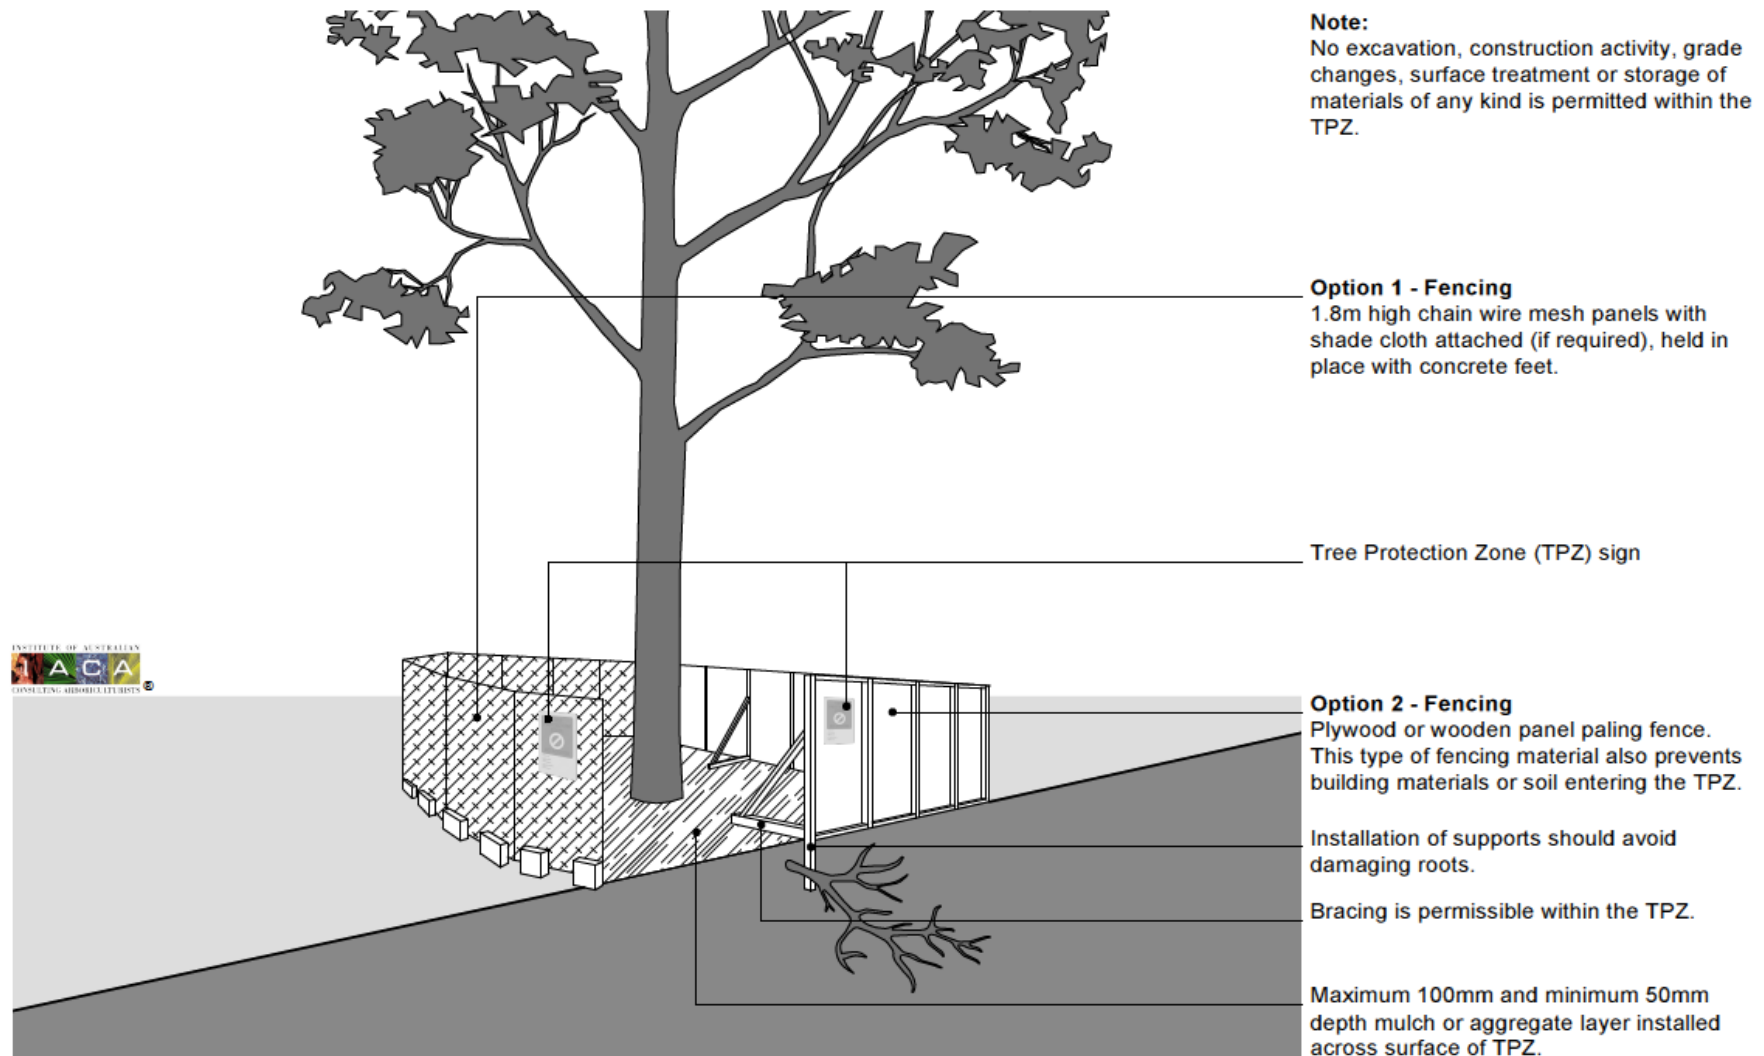 Note:
No excavation, construction activity, grade
changes, surface treatment or storage of
materials of any kind is permitted within the
TPZ.
Option 1 - Fencing
1.8m high chain wire mesh panels with
shade cloth attached (if required), held in
place with concrete feet.
Tree Protection Zone (TPZ) sign
INSTITUTE OF AUSTRALIAN
IACA
CONSULTING ARBORICULTURISTS ®
Option 2 - Fencing
Plywood or wooden panel paling fence.
This type of fencing material also prevents
building materials or soil entering the TPZ.
Installation of supports should avoid
damaging roots.
Bracing is permissible within the TPZ.
Maximum 100mm and minimum 50mm
depth mulch or aggregate layer installed
across surface of TPZ.